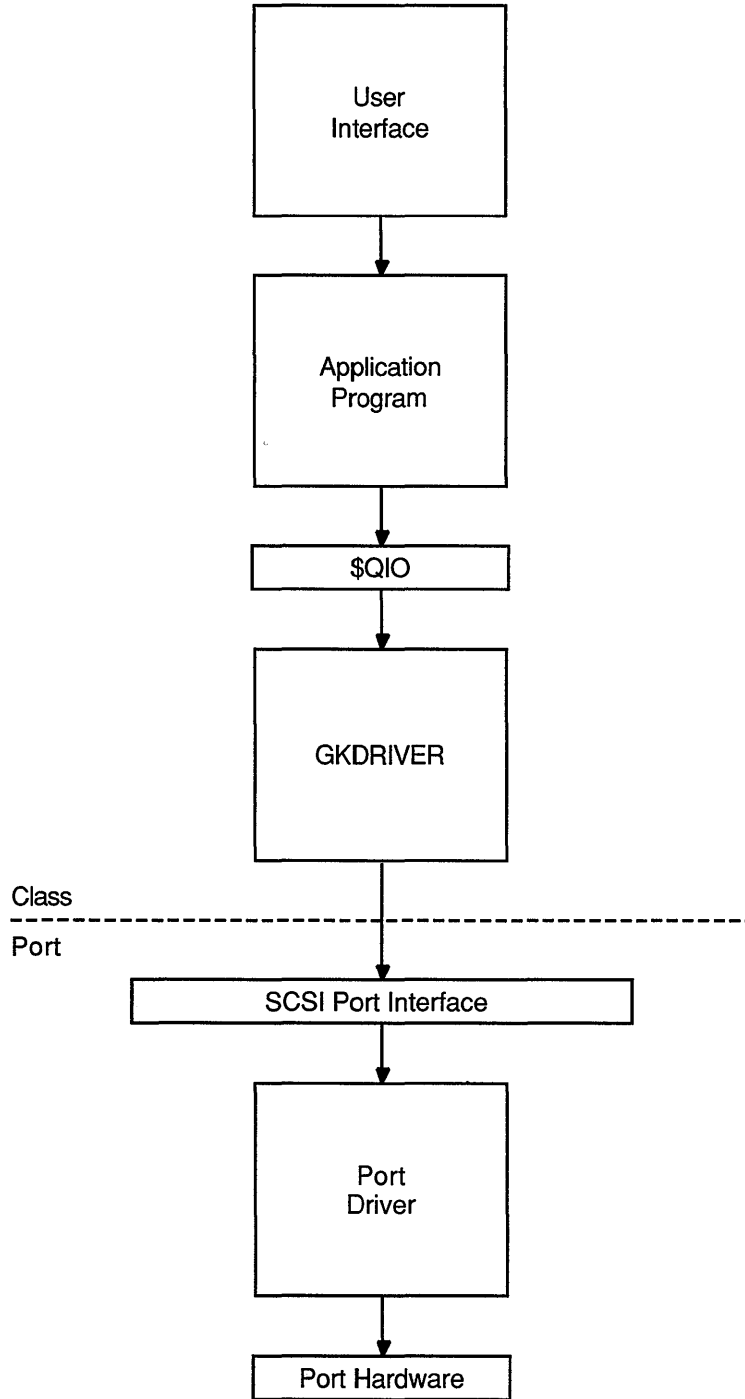 User
Interface
Application
Program
$QIO
GKDRIVER
Class
Port
SCSI Port Interface
Port
Driver
Port Hardware